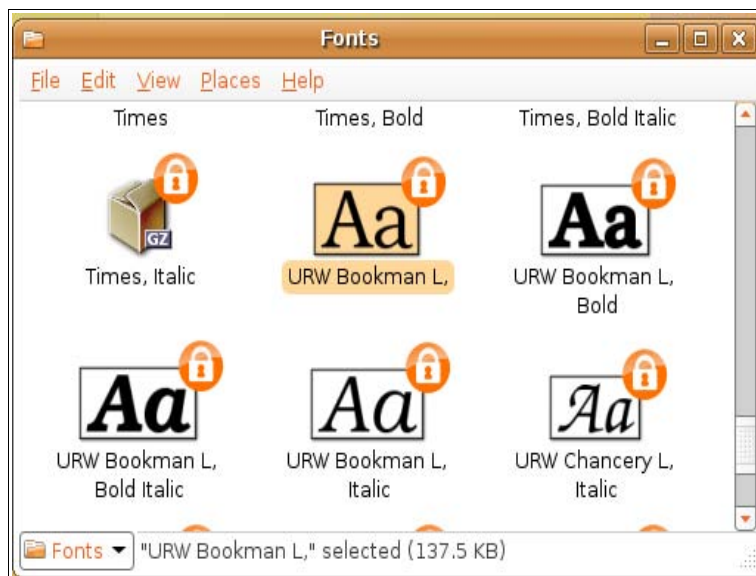 Fonts
File Edit View Places Help
Times Times, Bold Times, Bold Italic
GZ Aa Aa
Times, Italic URW Bookman L, URW Bookman L,
Bold
Aa Aa Aa
URW Bookman L, URW Bookman L, URW Chancery L,
Bold Italic Italic Italic
Fonts "URW Bookman L," selected (137.5 KB)